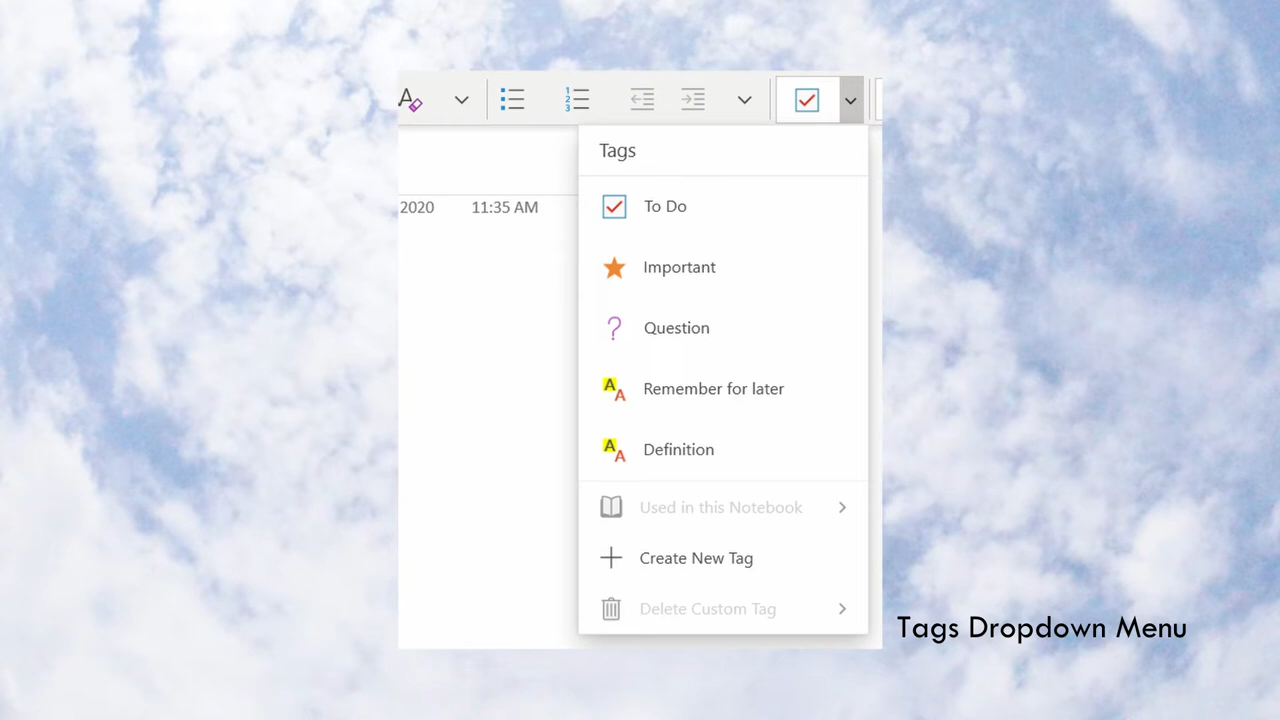 Tags
2020 11:35 AM
To Do
Important
Question
Remember for later
Definition
Used in this Notebook
Create New Tag
Delete Custom Tag
Tags Dropdown Menu